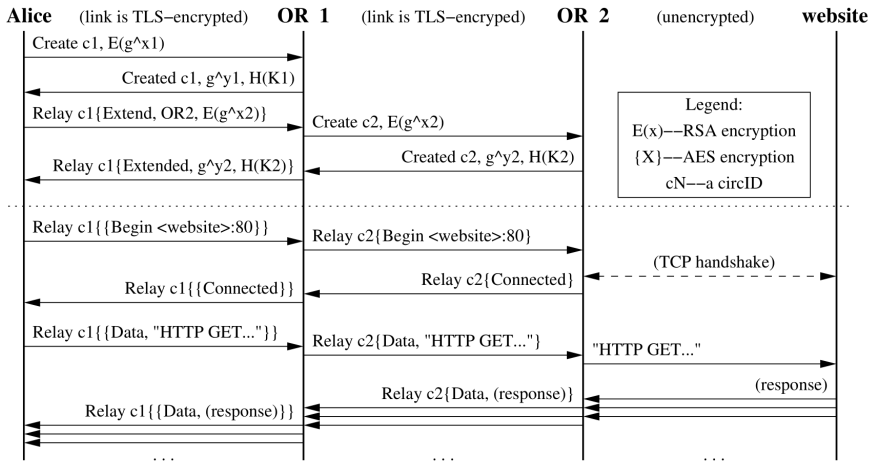 Alice (link is TLS−encrypted) OR 1 (link is TLS−encryped) OR 2 (unencrypted) website
Create c1, E(g^x1)
Created c1, g^y1, H(K1)
Relay c1{Extend, OR2, E(g^x2)}
Create c2, E(g^x2)
Created c2, g^y2, H(K2)
Relay c1{Extended, g^y2, H(K2)}
Legend:
E(x)−−RSA encryption
{X}−−AES encryption
cN−−a circID
Relay c1{{Begin <website>:80}}
Relay c2{Begin <website>:80}
(TCP handshake)
Relay c2{Connected}
Relay c1{{Connected}}
Relay c1{{Data, "HTTP GET..."}}
Relay c2{Data, "HTTP GET..."}
"HTTP GET..."
(response)
Relay c2{Data, (response)}
Relay c1{{Data, (response)}}
. . . . . . . . .